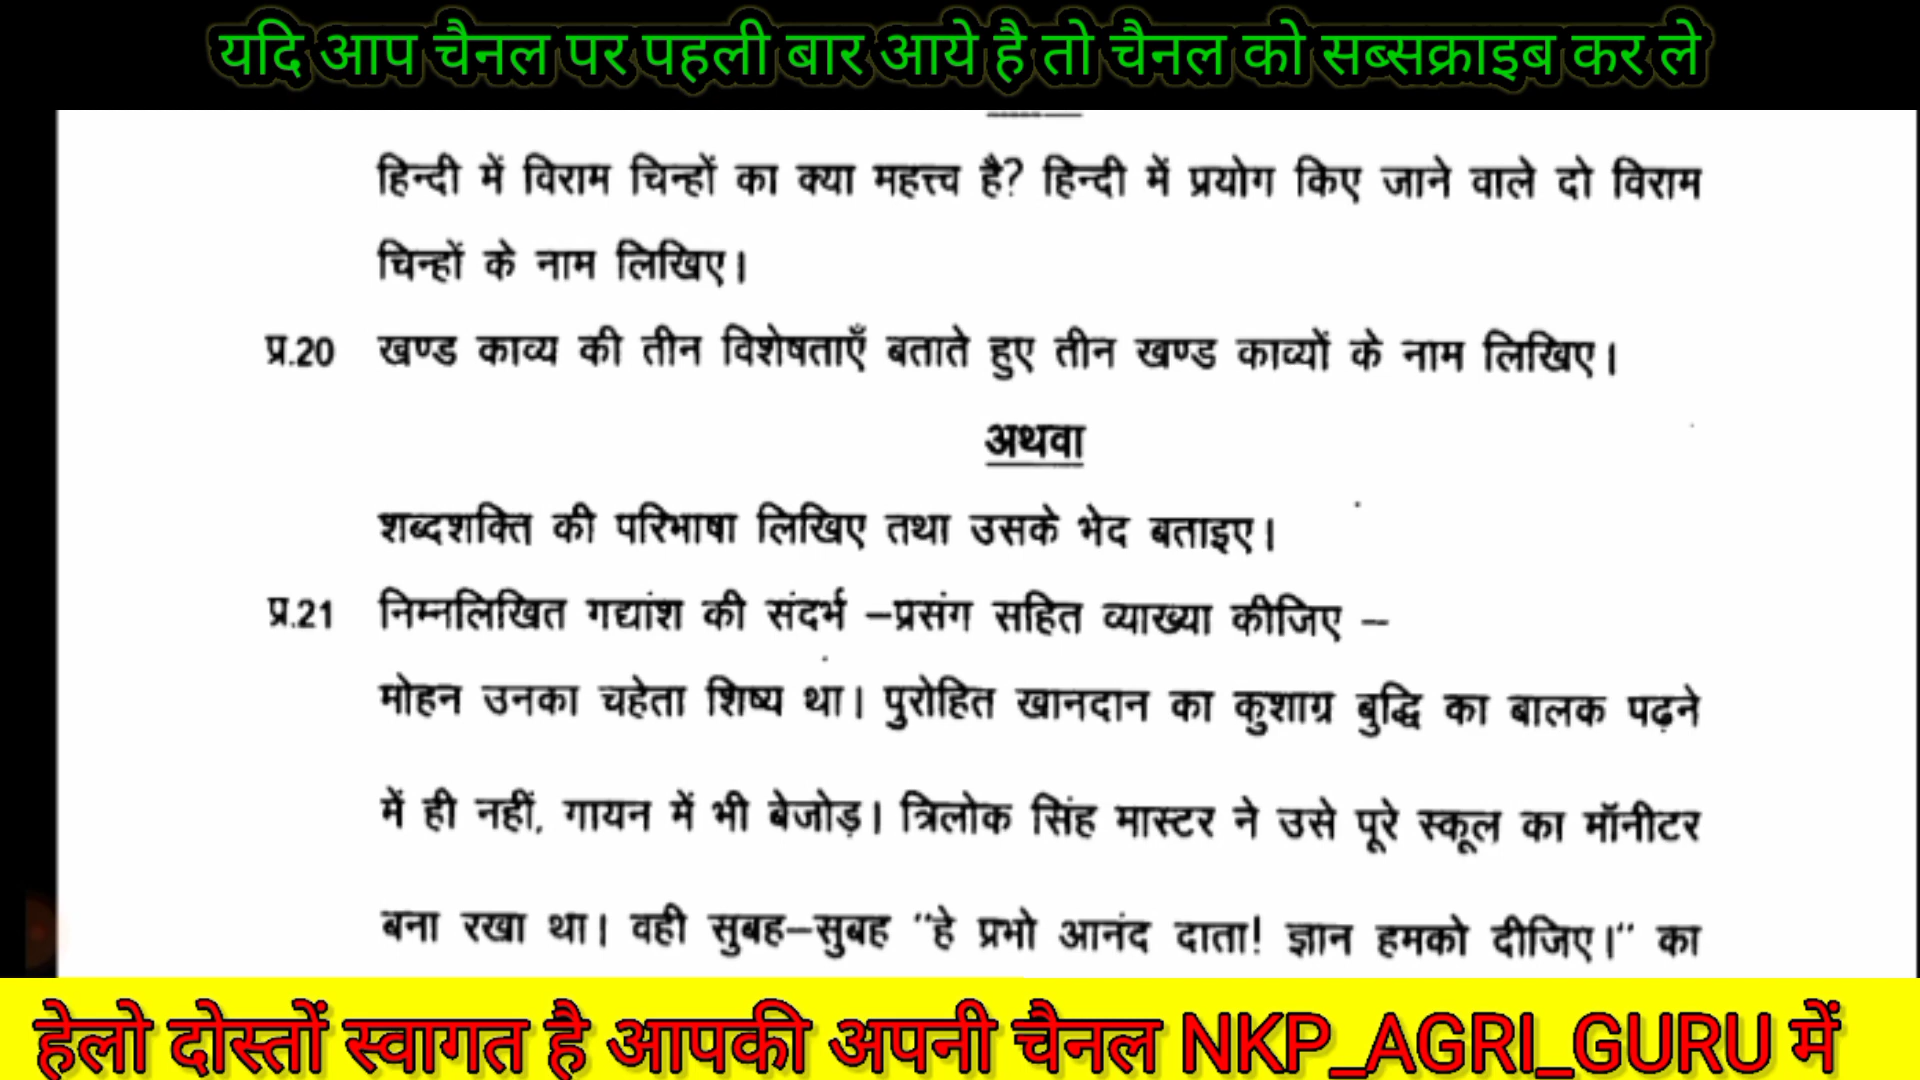 यदि आप चैनल पर पहली बार आये है तो चैनल को सब्सक्राइब कर ले
हिन्दी में विराम चिन्हों का क्या महत्त्व है? हिन्दी में प्रयोग किए जाने वाले दो विराम
चिन्हों के नाम लिखिए।
प्र.20 खण्ड काव्य की तीन विशेषताएँ बताते हुए तीन खण्ड काव्यों के नाम लिखिए।
अथवा
शब्दशक्ति की परिभाषा लिखिए तथा उसके भेद बताइए।
प्र.21 निम्नलिखित गद्यांश की संदर्भ –प्रसंग सहित व्याख्या कीजिए –
मोहन उनका चहेता शिष्य था। पुरोहित खानदान का कुशाग्र बुद्धि का बालक पढ़ने
में ही नहीं, गायन में भी बेजोड़। त्रिलोक सिंह मास्टर ने उसे पूरे स्कूल का मॉनीटर
बना रखा था। वही सुबह–सुबह "हे प्रभो आनंद दाता! ज्ञान हमको दीजिए।" का
हेलो दोस्तों स्वागत है आपकी अपनी चैनल NKP_AGRI_GURU में